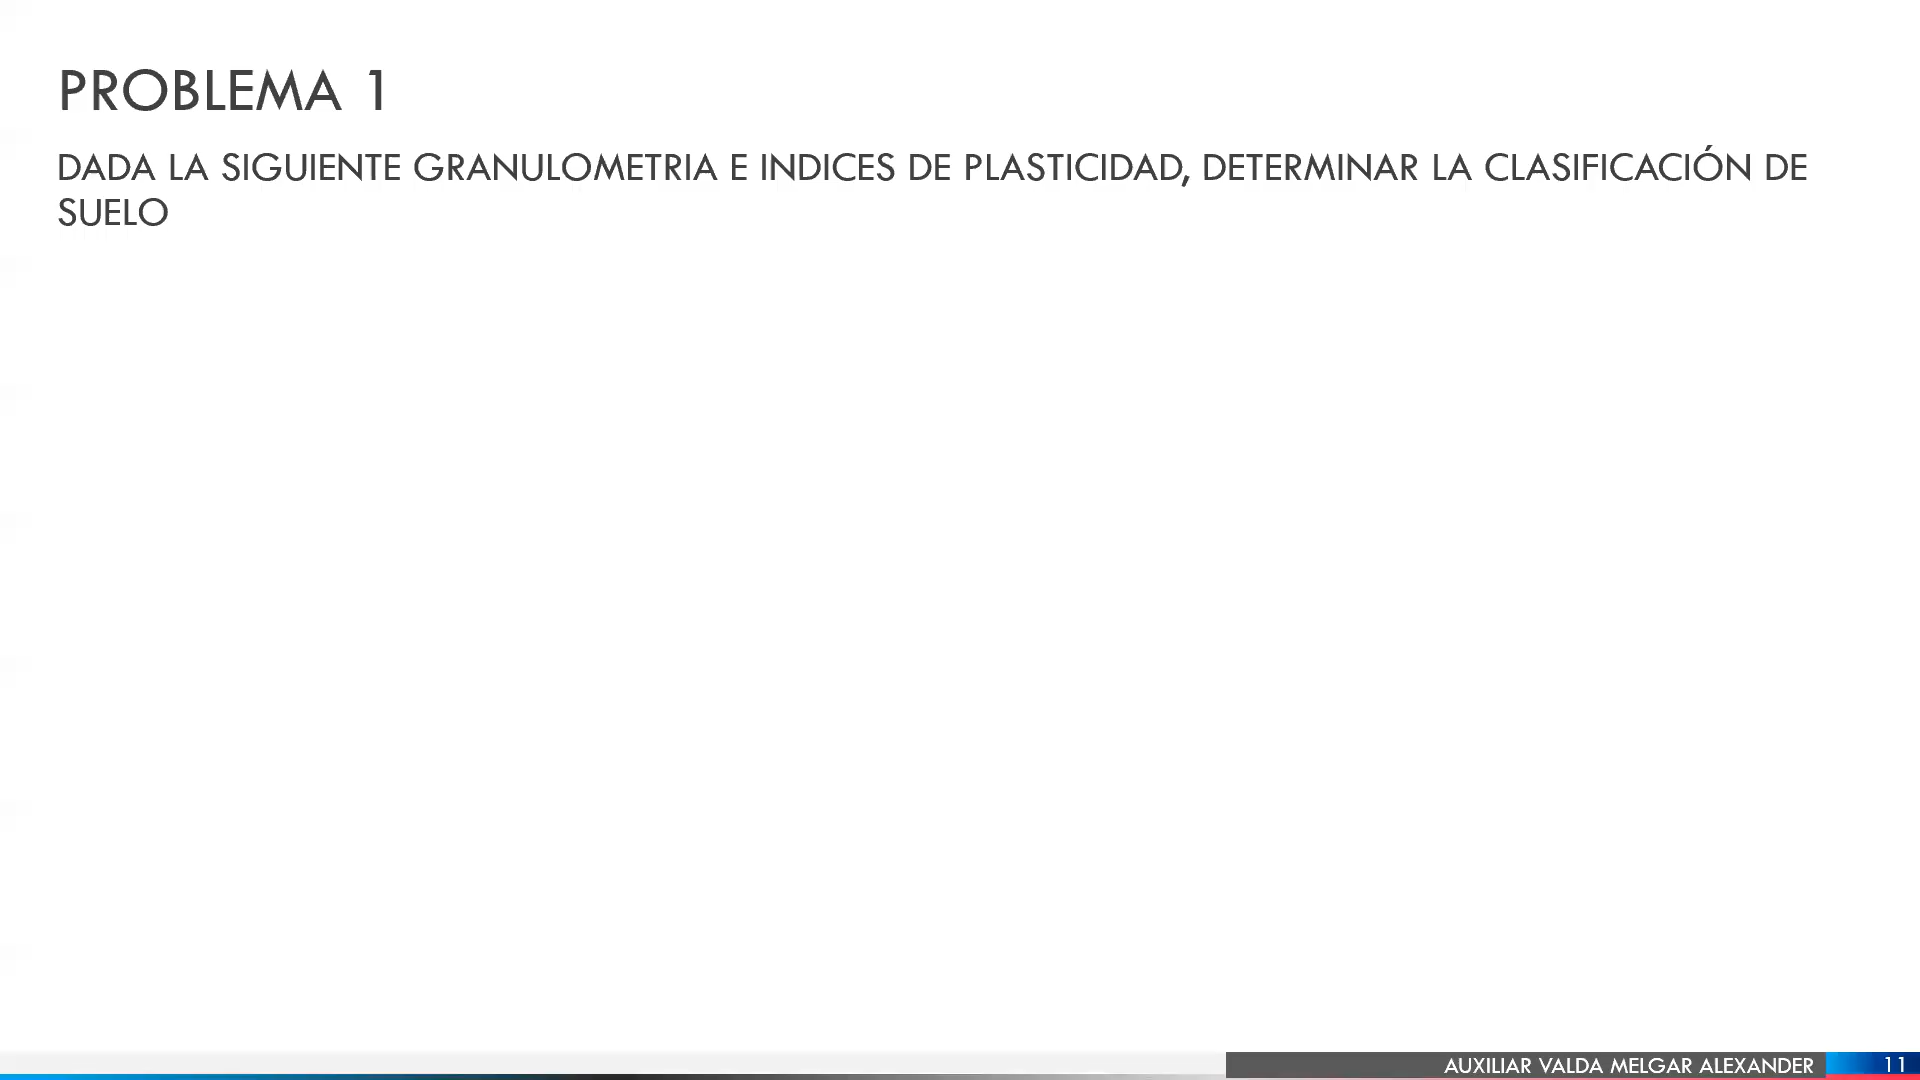 PROBLEMA 1
DADA LA SIGUIENTE GRANULOMETRIA E INDICES DE PLASTICIDAD, DETERMINAR LA CLASIFICACIÓN DE
SUELO
AUXILIAR VALDA MELGAR ALEXANDER 11